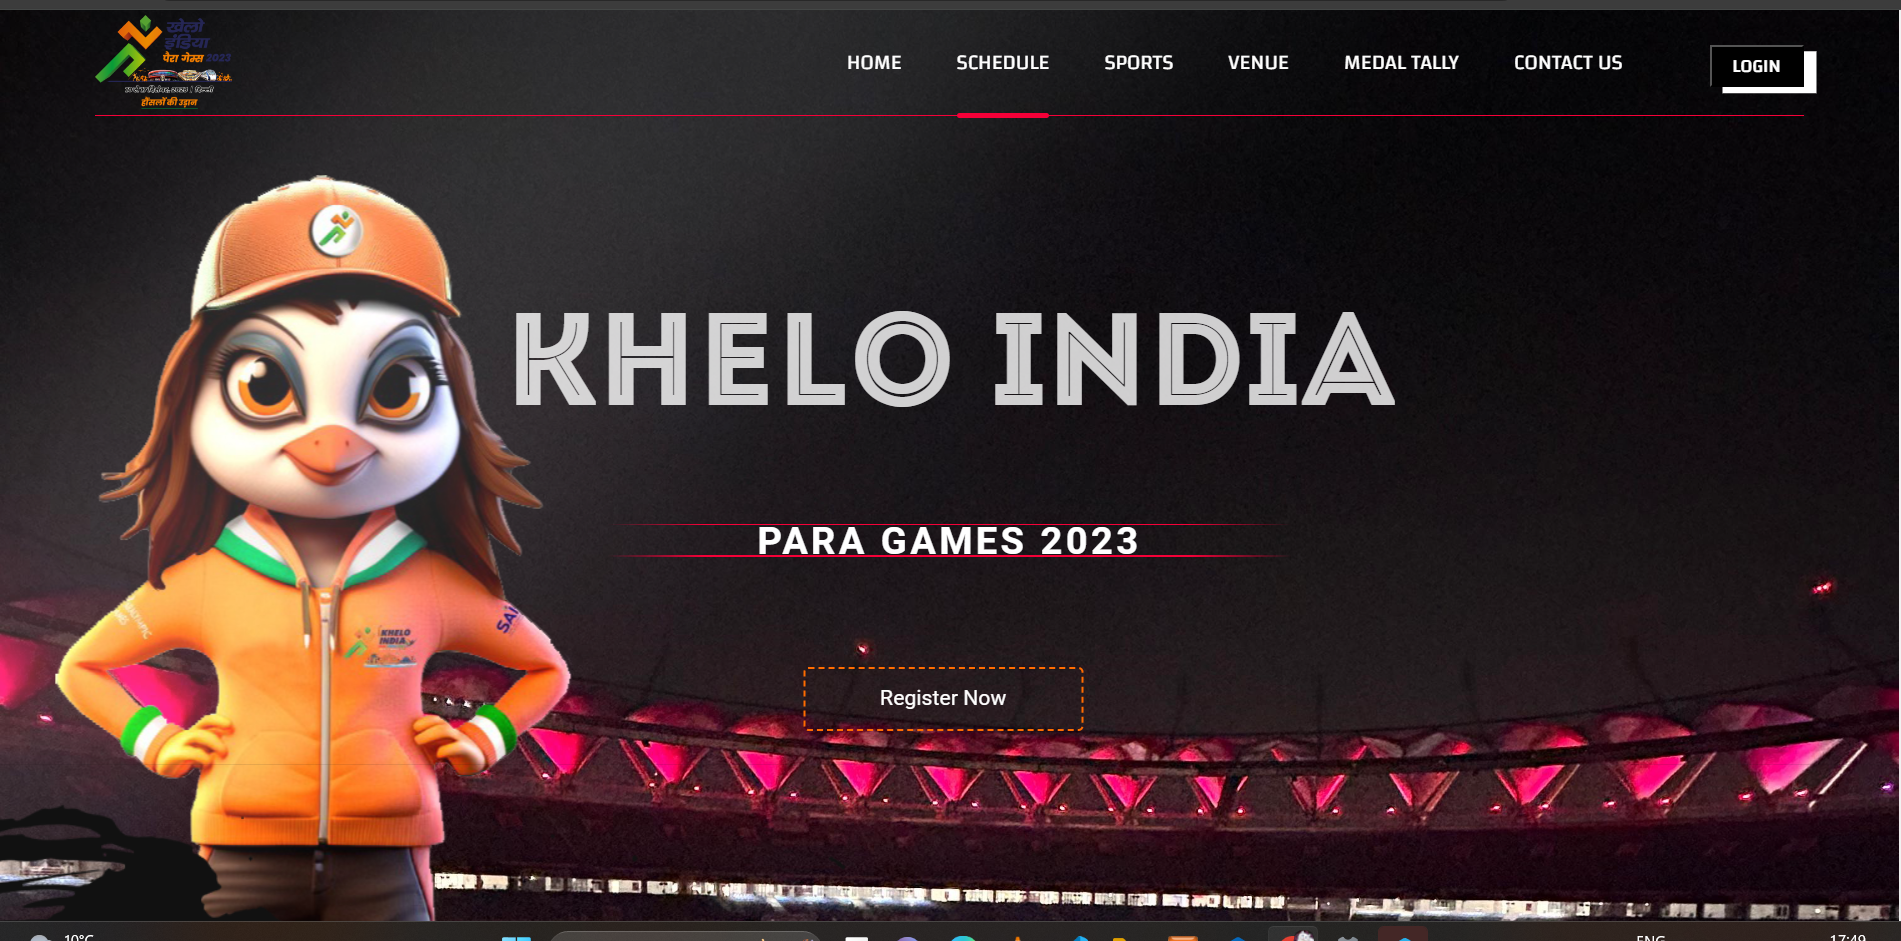 खेलो
इंडिया
पैरा गेम्स 2023
हौंसलों की उड़ान
HOME SCHEDULE SPORTS VENUE MEDAL TALLY CONTACT US LOGIN
KHELO INDIA
PARA GAMES 2023
SAI
KHELO
INDIA
Register Now
10°C
ENG
17:49